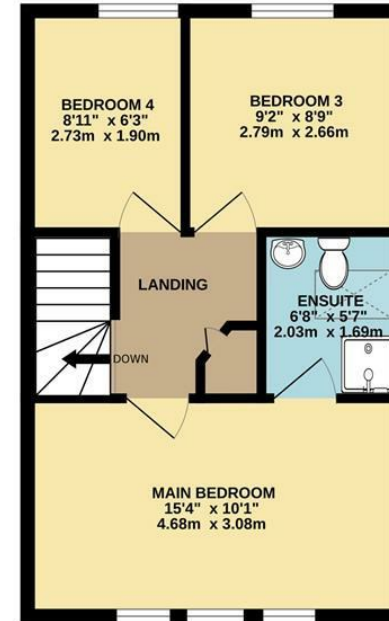 BEDROOM 4
8'11" x 6'3"
2.73m x 1.90m
BEDROOM 3
9'2" x 8'9"
2.79m x 2.66m
LANDING
ENSUITE
6'8" x 5'7"
2.03m x 1.69m
DOWN
MAIN BEDROOM
15'4" x 10'1"
4.68m x 3.08m